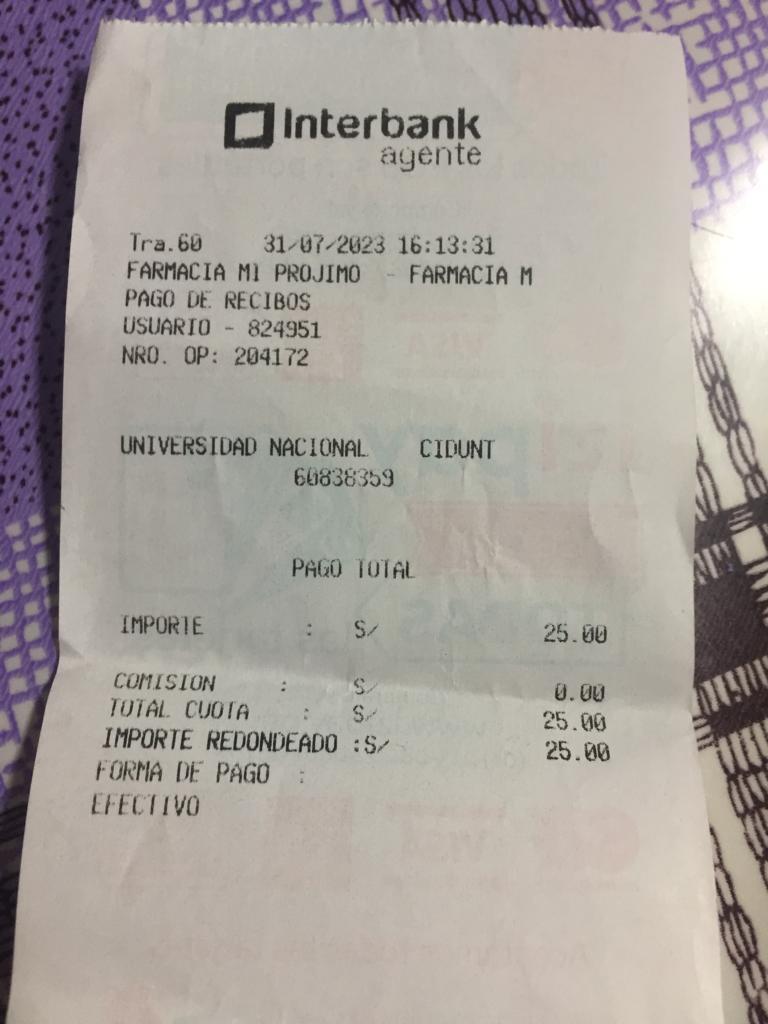 Interbank
agente
Tra.60 31/07/2023 16:13:31
FARMACIA MI PROJIMO - FARMACIA M
PAGO DE RECIBOS
USUARIO - 824951
NRO. OP: 204172
UNIVERSIDAD NACIONAL CIDUNT
60838359
PAGO TOTAL
IMPORTE : S/ 25.00
COMISION : S/ 0.00
TOTAL CUOTA : S/ 25.00
IMPORTE REDONDEADO :S/ 25.00
FORMA DE PAGO :
EFECTIVO